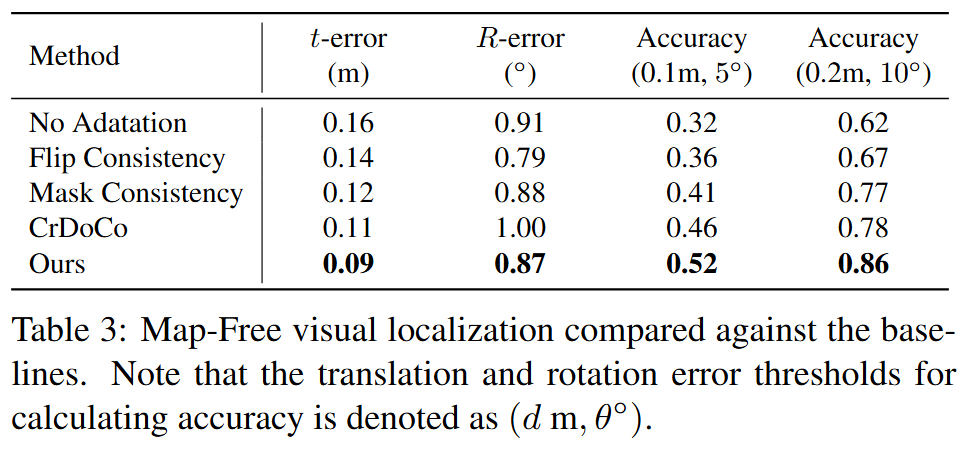 Method t-error (m) R-error (°) Accuracy (0.1m, 5°) Accuracy (0.2m, 10°)
No Adatation 0.16 0.91 0.32 0.62
Flip Consistency 0.14 0.79 0.36 0.67
Mask Consistency 0.12 0.88 0.41 0.77
CrDoCo 0.11 1.00 0.46 0.78
Ours 0.09 0.87 0.52 0.86
Table 3: Map-Free visual localization compared against the base-
lines. Note that the translation and rotation error thresholds for
calculating accuracy is denoted as (d m, θ°).